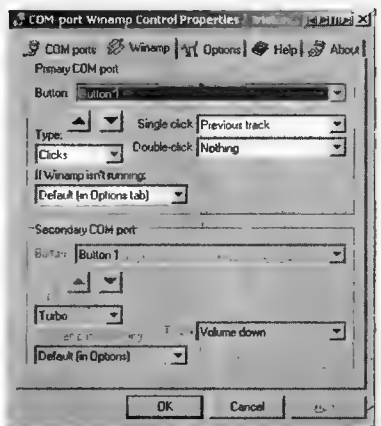 COM-port Winamp Control Properties
COM ports Winamp Options Help About
Primary COM port
Button: Button 1
Type: Single click Previous track
Clicks Double-click Nothing
If Winamp isn't running:
Default (in Options tab)
Secondary COM port
Button: Button 1
Turbo
Volume down
Default (in Options)
OK Cancel